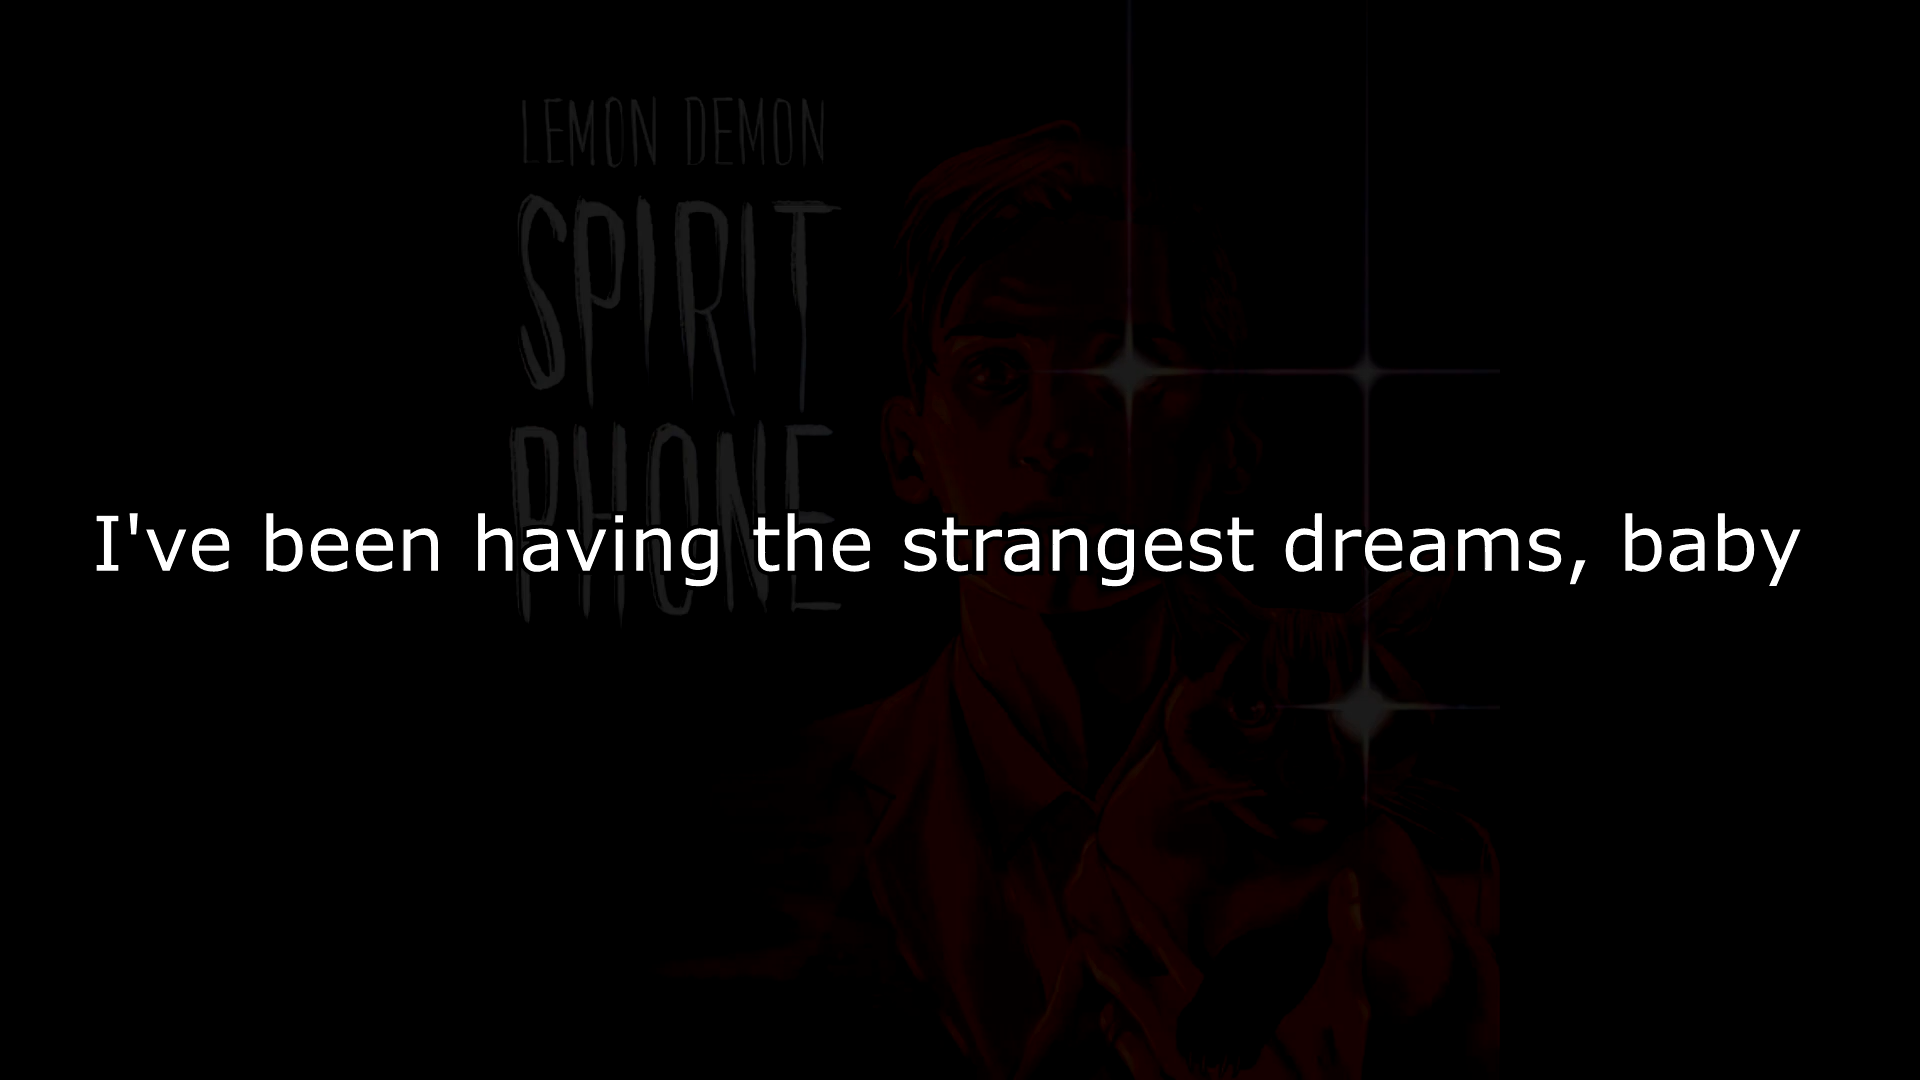 LEMON DEMON
SPIRIT
PHONE
I've been having the strangest dreams, baby